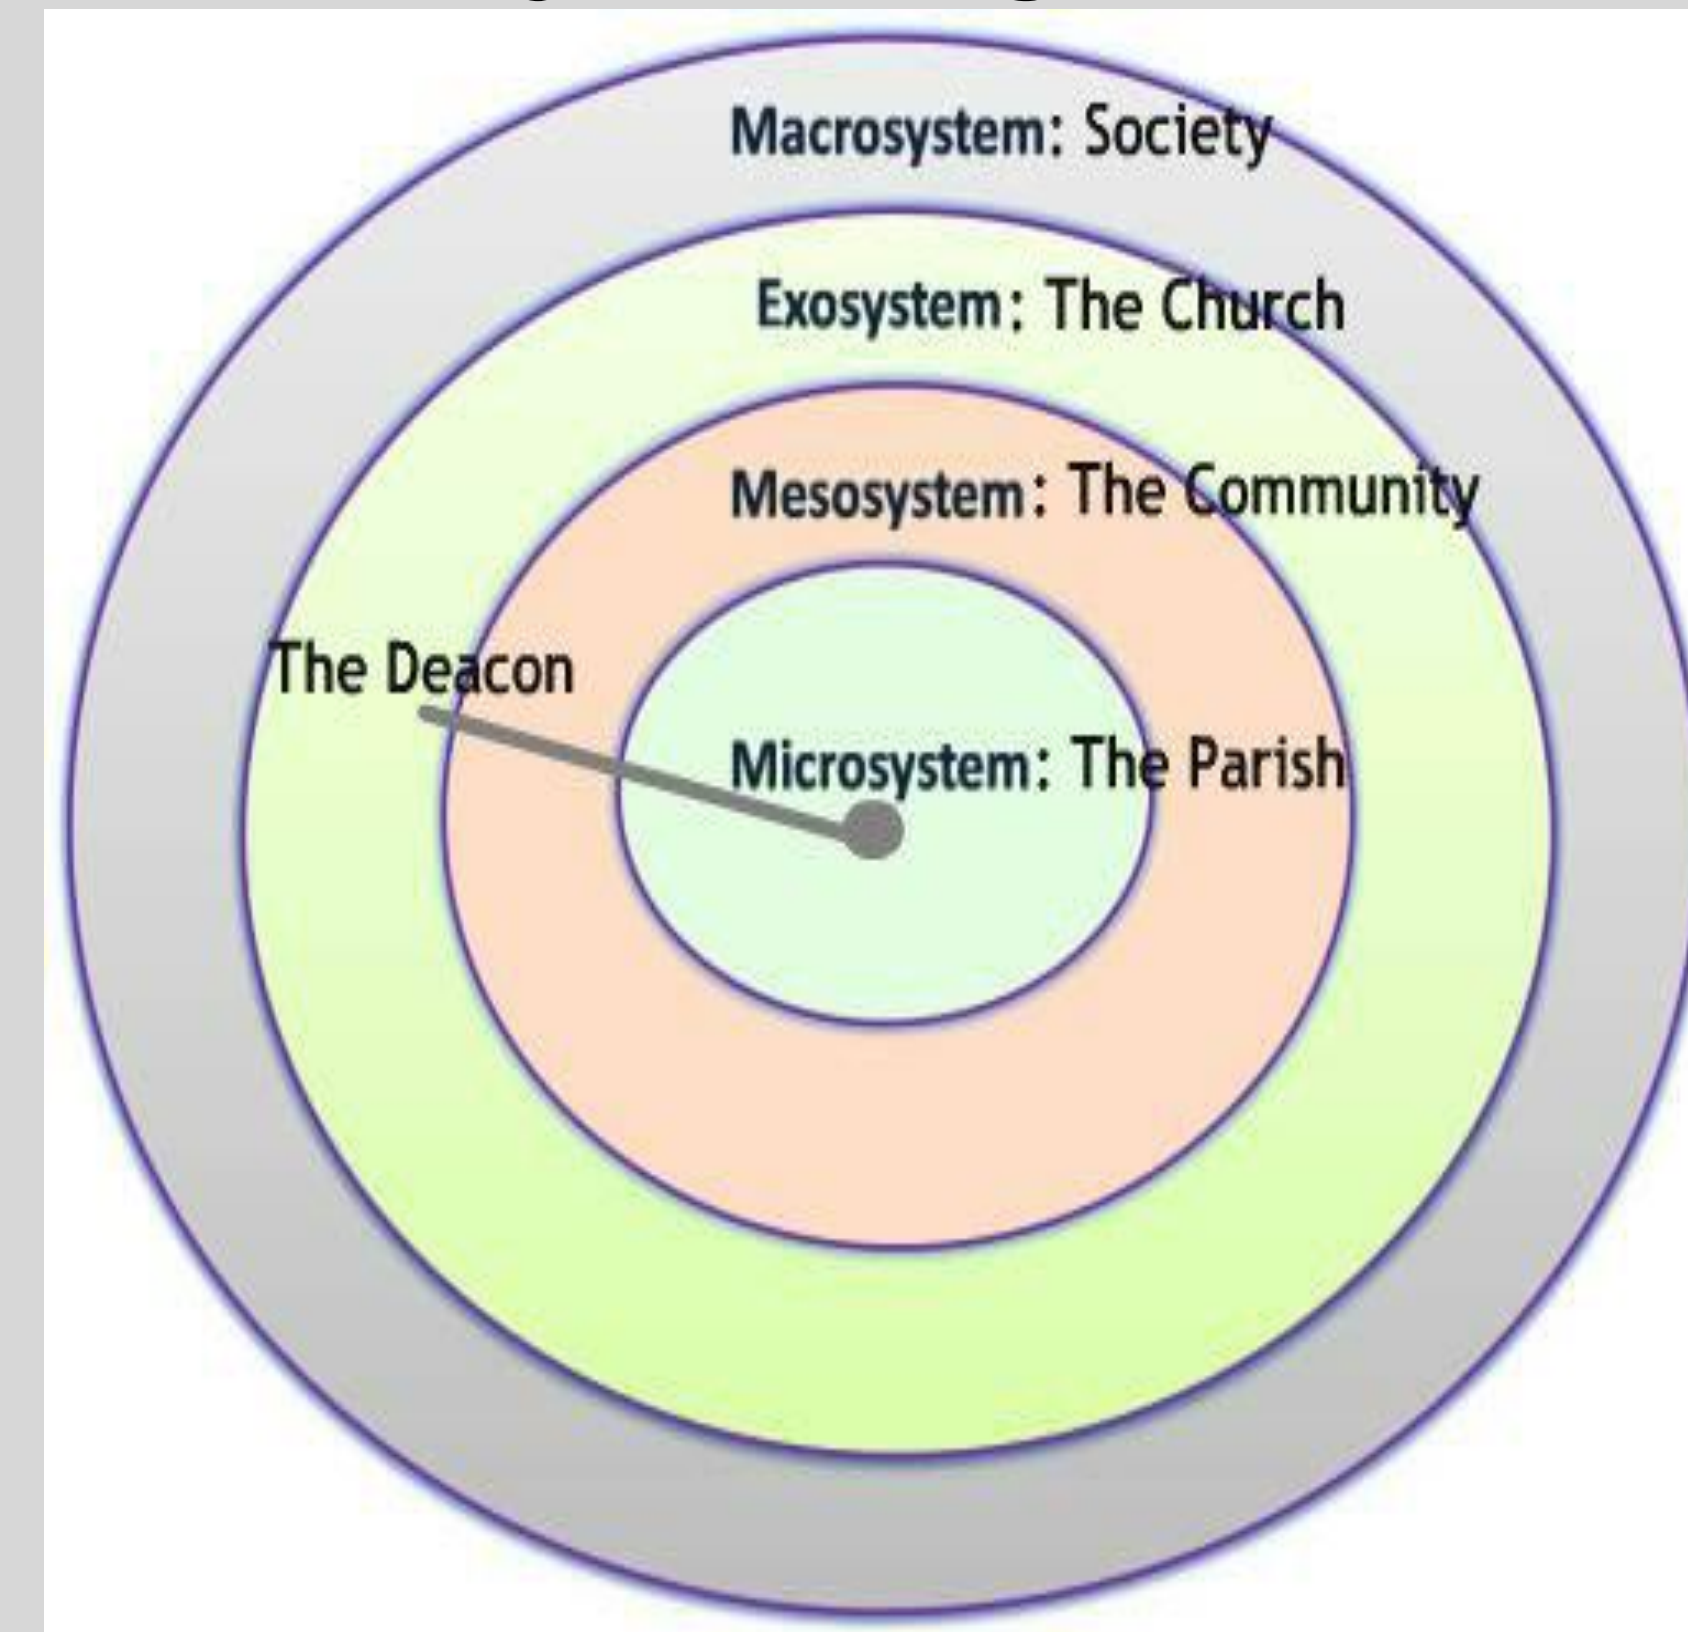 Macrosystem: Society
Exosystem: The Church
Mesosystem: The Community
The Deacon
Microsystem: The Parish